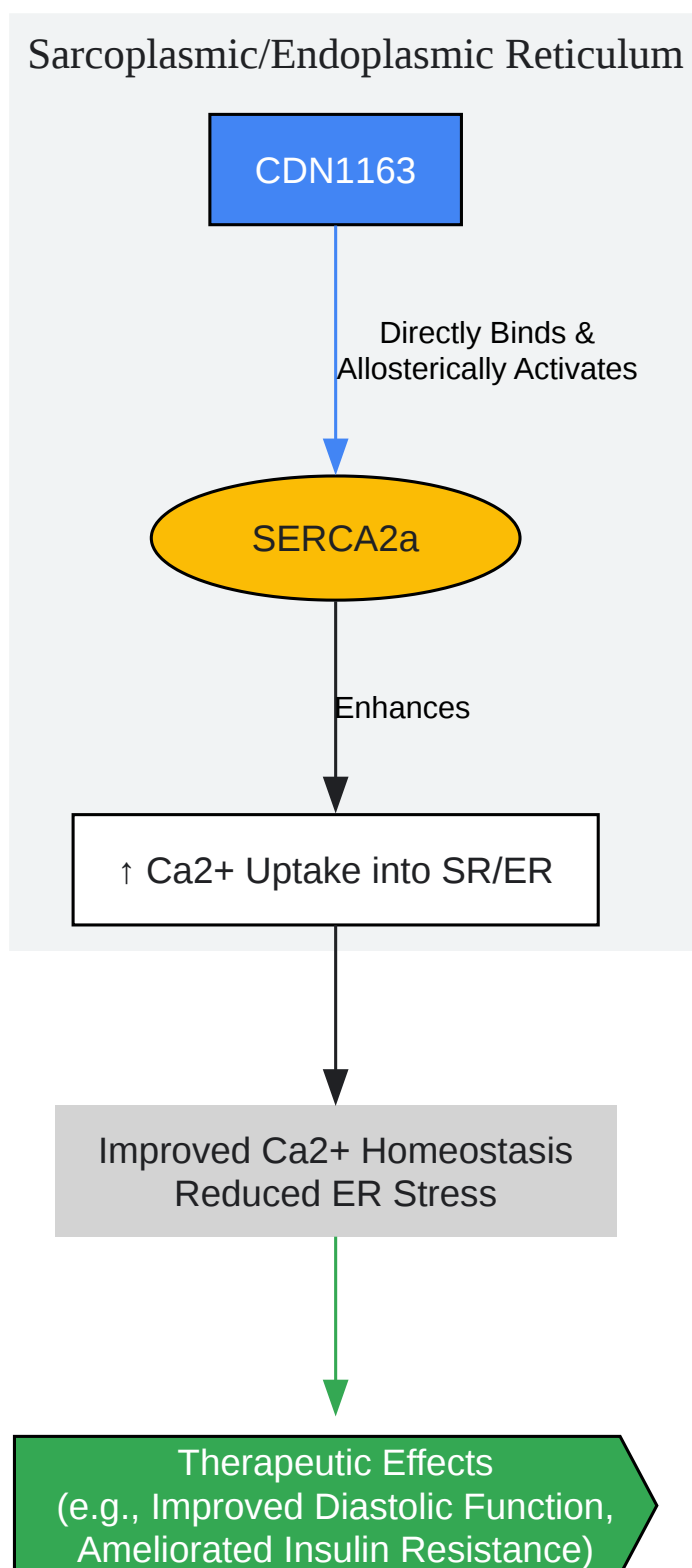 Sarcoplasmic/Endoplasmic Reticulum
CDN1163
Directly Binds &
Allosterically Activates
SERCA2a
Enhances
↑ Ca2+ Uptake into SR/ER
Improved Ca2+ Homeostasis
Reduced ER Stress
Therapeutic Effects
(e.g., Improved Diastolic Function,
Ameliorated Insulin Resistance)